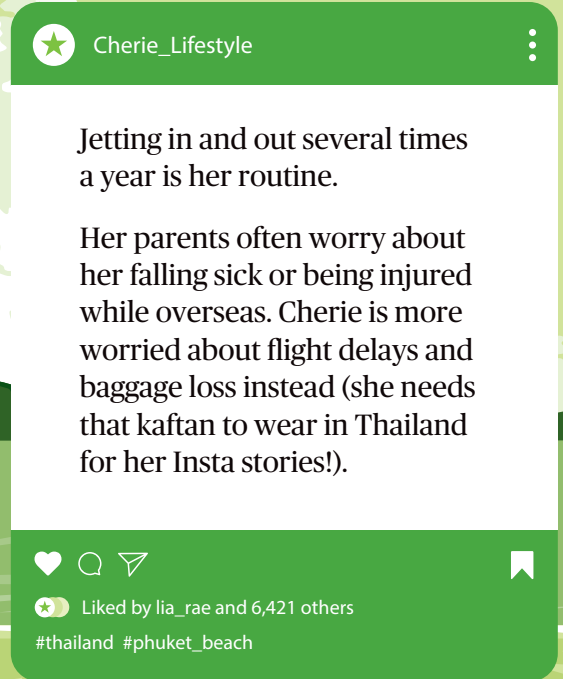 Cherie_Lifestyle
Jetting in and out several times
a year is her routine.
Her parents often worry about
her falling sick or being injured
while overseas. Cherie is more
worried about flight delays and
baggage loss instead (she needs
that kaftan to wear in Thailand
for her Insta stories!).
Liked by lia_rae and 6,421 others
#thailand #phuket_beach